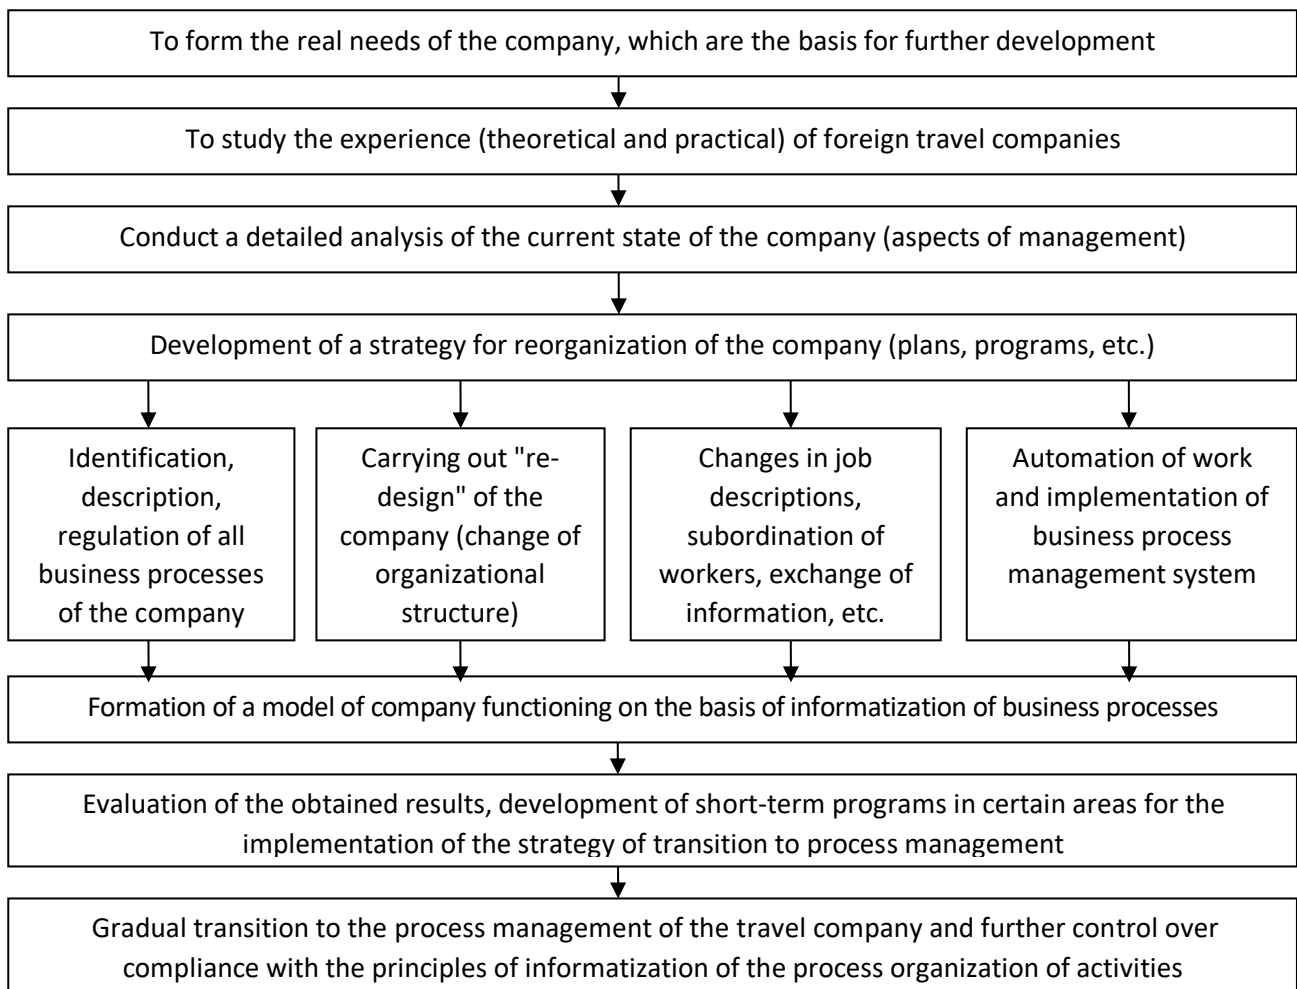 To form the real needs of the company, which are the basis for further development
To study the experience (theoretical and practical) of foreign travel companies
Conduct a detailed analysis of the current state of the company (aspects of management)
Development of a strategy for reorganization of the company (plans, programs, etc.)
Identification,
description,
regulation of all
business processes
of the company
Carrying out "re-
design" of the
company (change of
organizational
structure)
Changes in job
descriptions,
subordination of
workers, exchange of
information, etc.
Automation of work
and implementation of
business process
management system
Formation of a model of company functioning on the basis of informatization of business processes
Evaluation of the obtained results, development of short-term programs in certain areas for the
implementation of the strategy of transition to process management
Gradual transition to the process management of the travel company and further control over
compliance with the principles of informatization of the process organization of activities